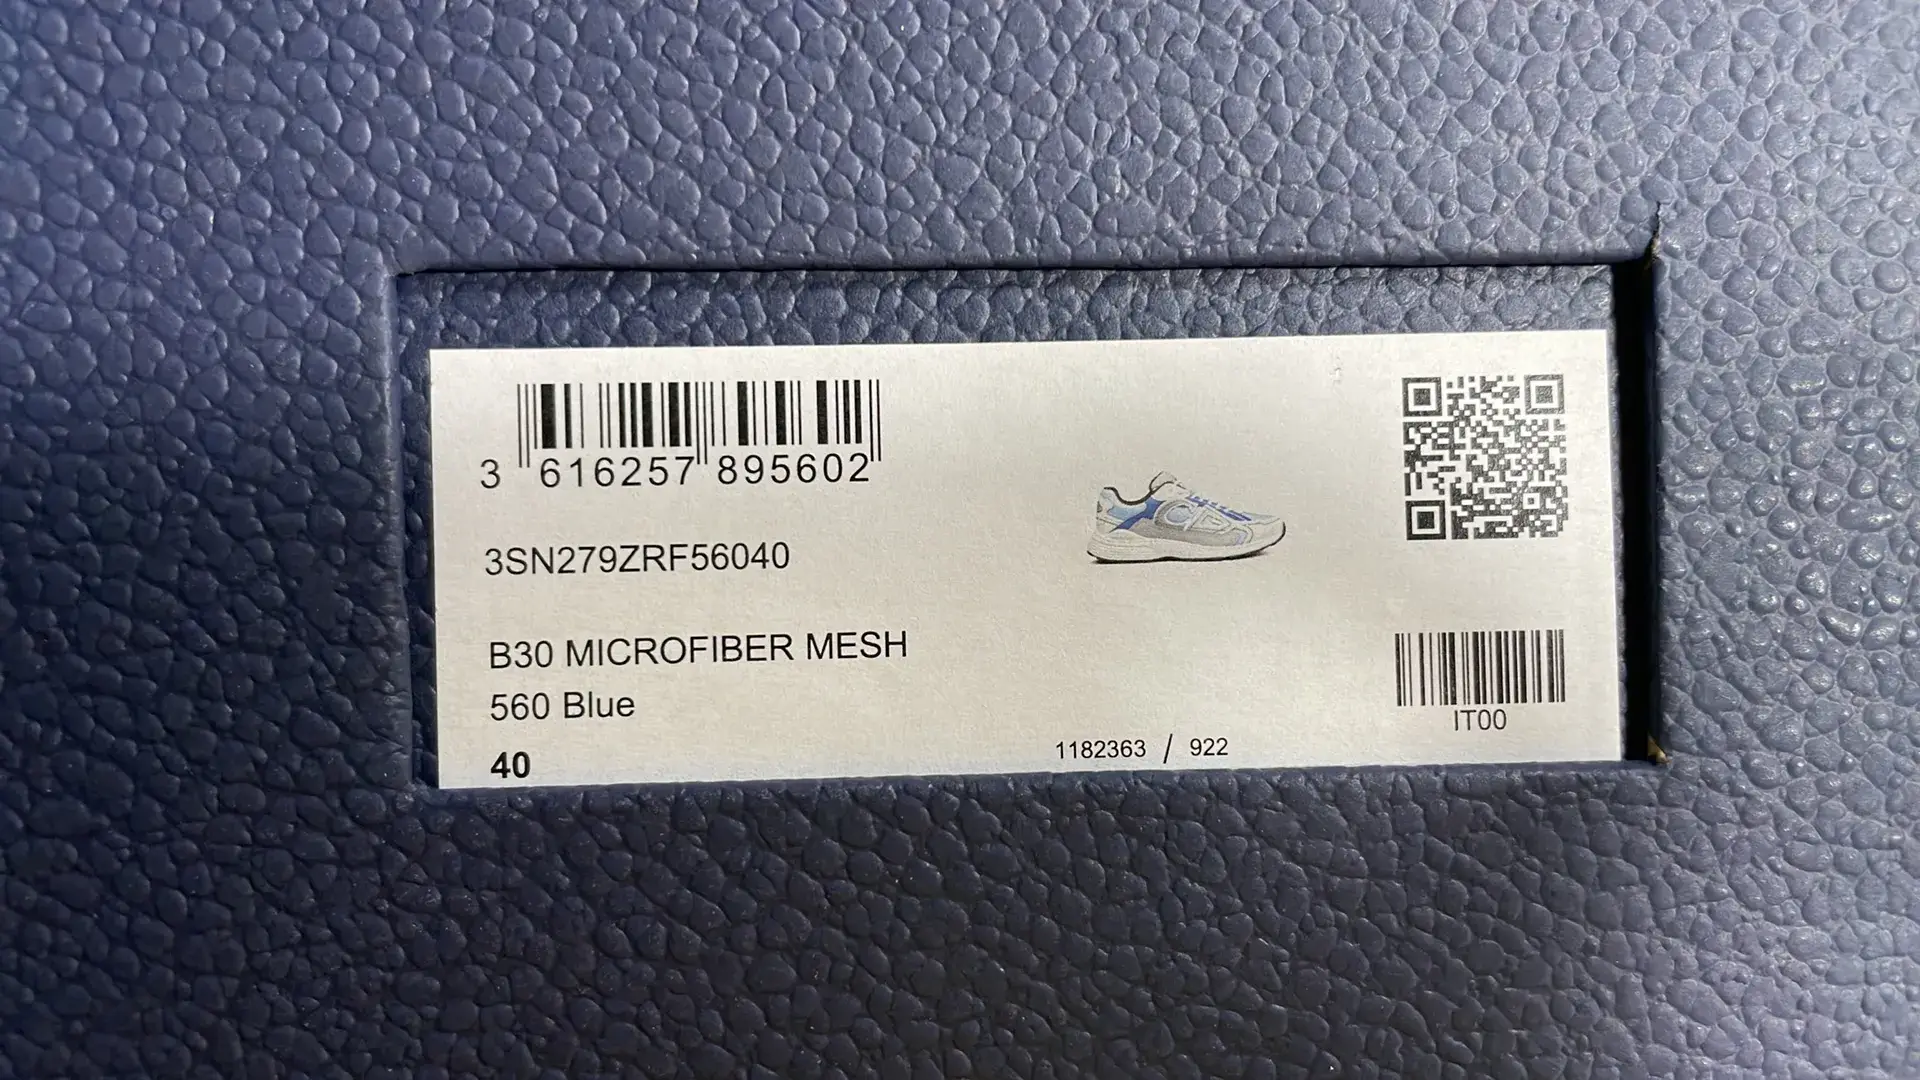 3 616257 895602
3SN279ZRF56040
B30 MICROFIBER MESH
560 Blue
40
1182363 / 922
IT00